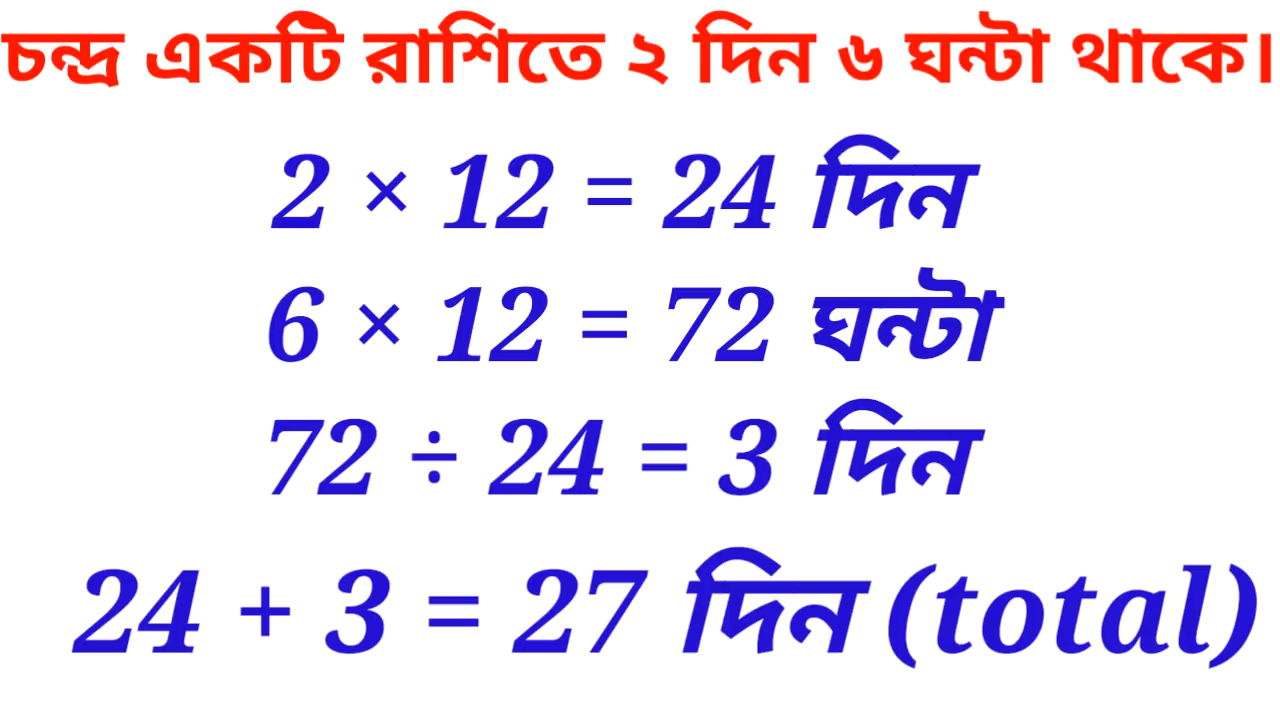 চন্দ্র একটি রাশিতে ২ দিন ৬ ঘন্টা থাকে।
2 × 12 = 24 দিন
6 × 12 = 72 ঘন্টা
72 ÷ 24 = 3 দিন
24 + 3 = 27 দিন (total)